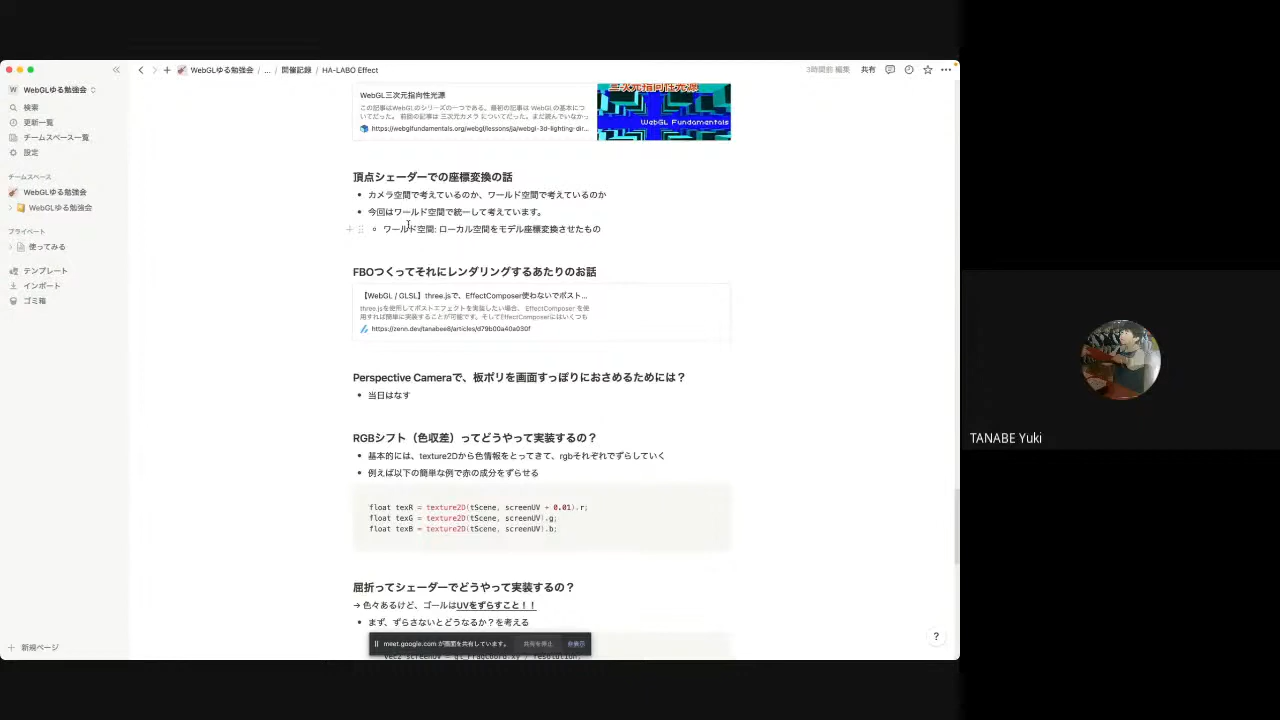 WebGLゆる勉強会 / ... / 開催記録 / HA-LABO Effect
3時間前 編集 共有
W WebGLゆる勉強会
検索
更新一覧
チームスペース一覧
設定
チームスペース
WebGLゆる勉強会
WebGLゆる勉強会
プライベート
使ってみる
テンプレート
インポート
ゴミ箱
新規ページ
WebGL三次元指向性光源
この記事はWebGLのシリーズの一つである。最初の記事は WebGLの基本につ
いてだった。 前回の記事は 三次元カメラ についてだった。まだ読んでいなかっ
https://webglfundamentals.org/webgl/lessons/ja/webgl-3d-lighting-dir...
三次元指向性光源
WebGL Fundamentals
頂点シェーダーでの座標変換の話
• カメラ空間で考えているのか、ワールド空間で考えているのか
• 今回はワールド空間で統一して考えています。
ワールド空間: ローカル空間をモデル座標変換させたもの
FBOつくってそれにレンダリングするあたりのお話
【WebGL / GLSL】three.jsで、EffectComposer使わないでポスト...
three.jsを使用してポストエフェクトを実装したい場合、 EffectComposer を使
用すれば簡単に実装することが可能です。そしてEffectComposerにはいくつも
https://zenn.dev/tanabee8/articles/d79b00a40a030f
Perspective Cameraで、板ポリを画面すっぽりにおさめるためには？
• 当日はなす
RGBシフト（色収差）ってどうやって実装するの？
• 基本的には、texture2Dから色情報をとってきて、rgbそれぞれでずらしていく
• 例えば以下の簡単な例で赤の成分をずらせる
float texR = texture2D(tScene, screenUV + 0.01).r;
float texG = texture2D(tScene, screenUV).g;
float texB = texture2D(tScene, screenUV).b;
屈折ってシェーダーでどうやって実装するの？
→ 色々あるけど、ゴールはUVをずらすこと！！
• まず、ずらさないとどうなるか？を考える
meet.google.com が画面を共有しています。 共有を停止 非表示
vec2 screenUV = gl_FragCoord.xy / resolution;
?
TANABE Yuki